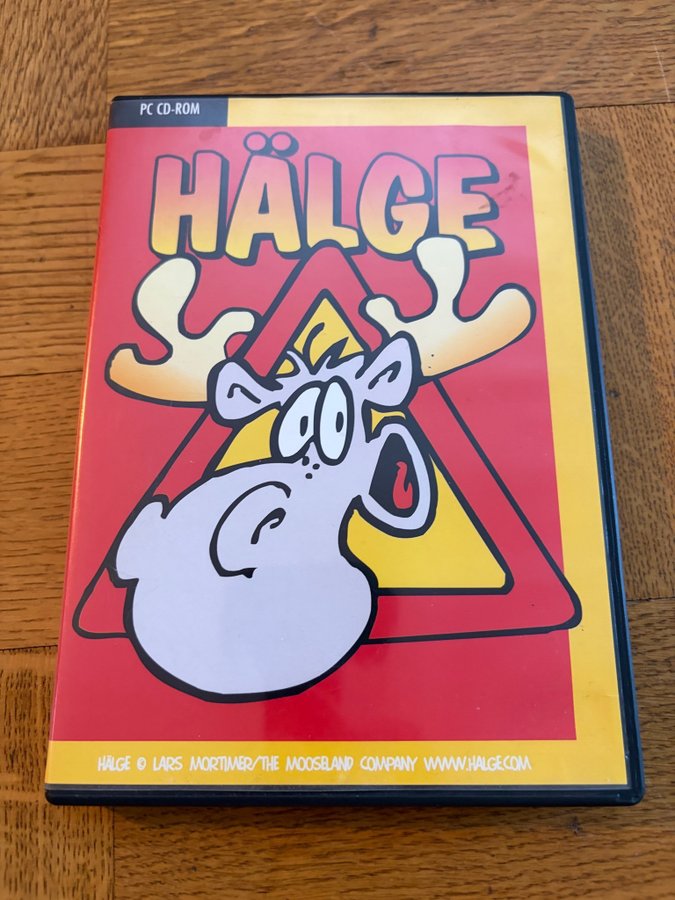 PC CD-ROM
HÄLGE
HÄLGE © LARS MORTIMER/THE MOOSELAND COMPANY WWW.HALGE.COM